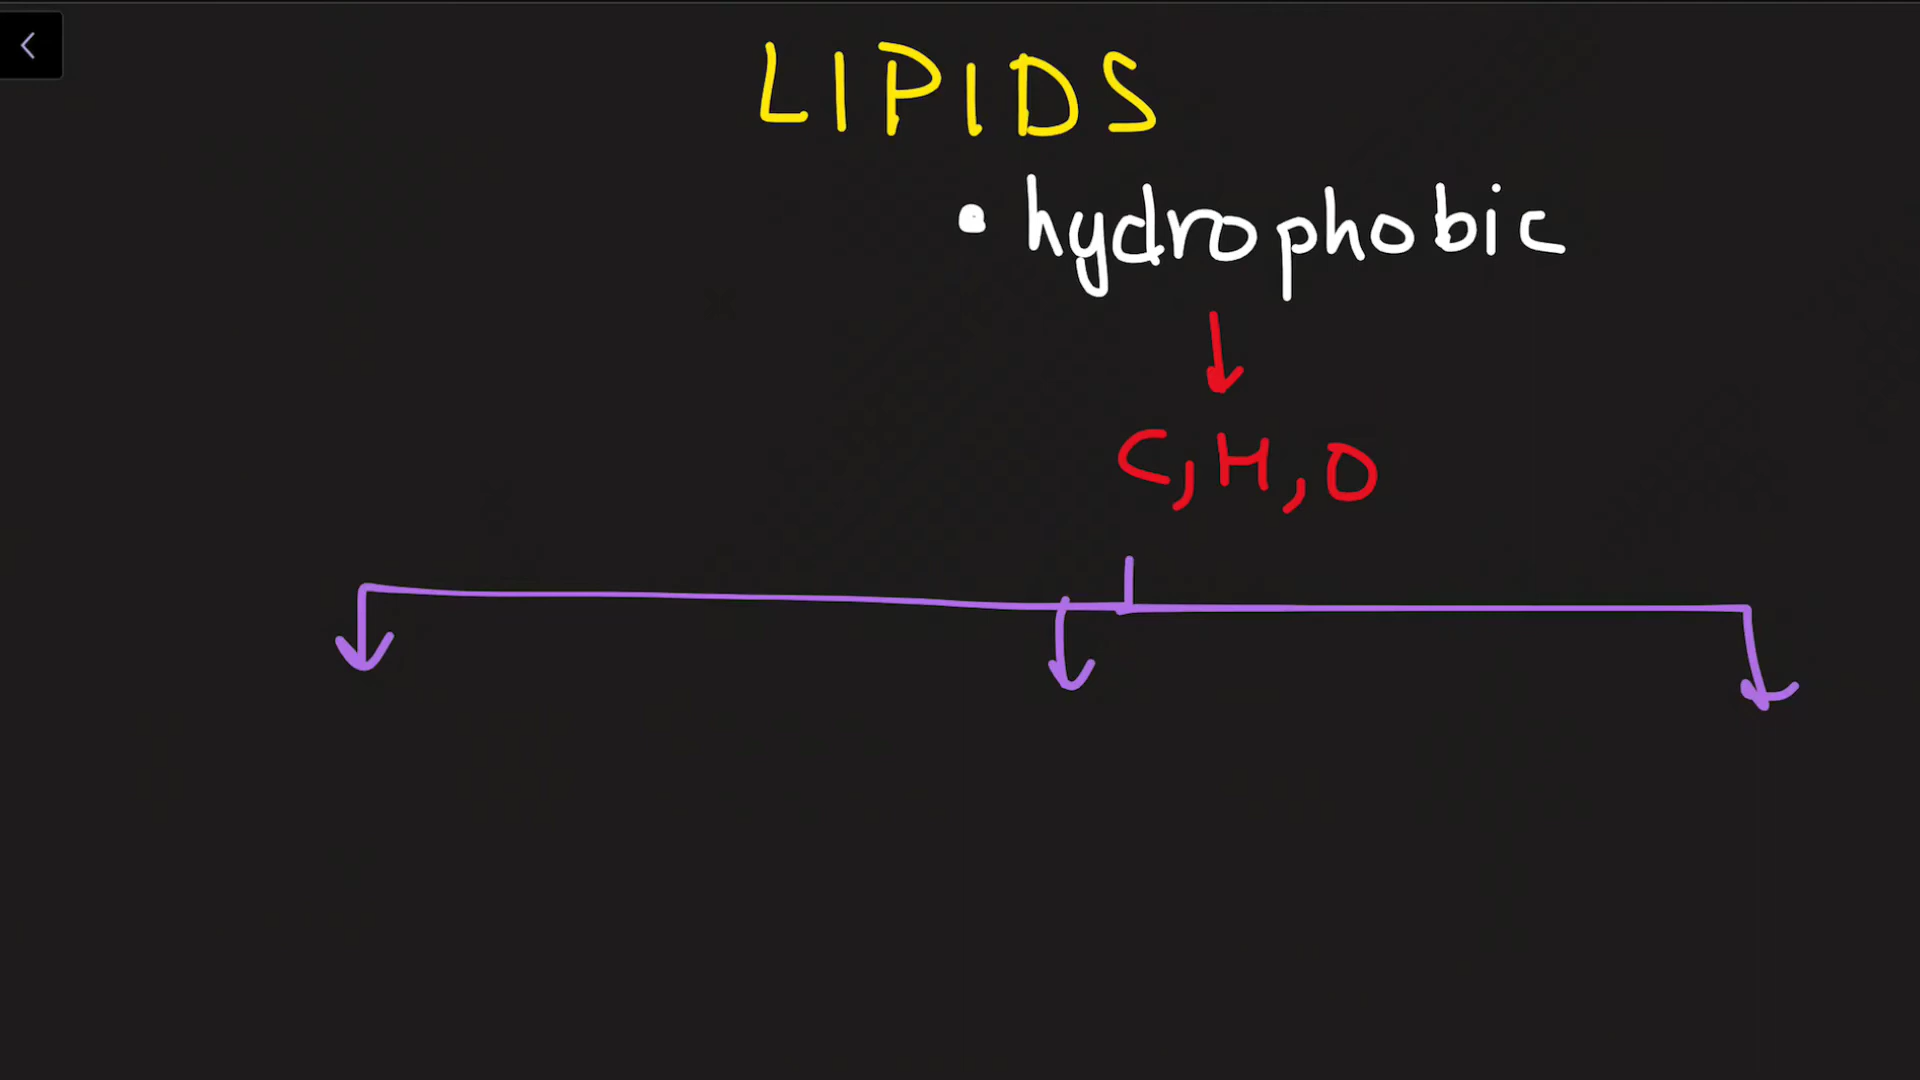 LIPIDS
• hydrophobic
C, H, O